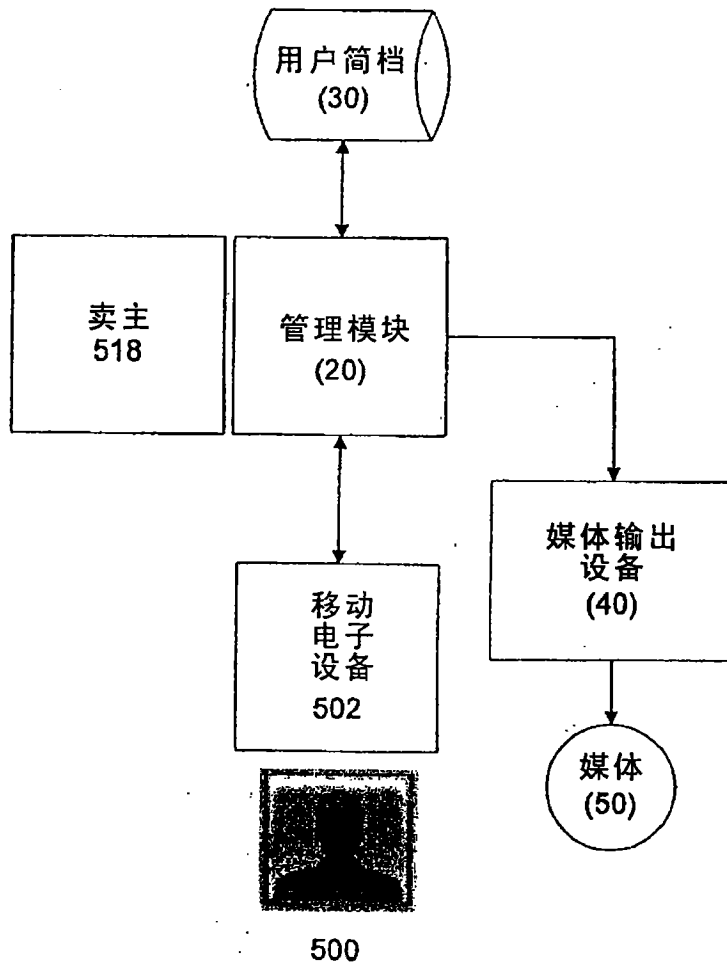 用户简档
(30)
卖主
518
管理模块
(20)
媒体输出
设备
(40)
移动
电子
设备
502
媒体
(50)
500